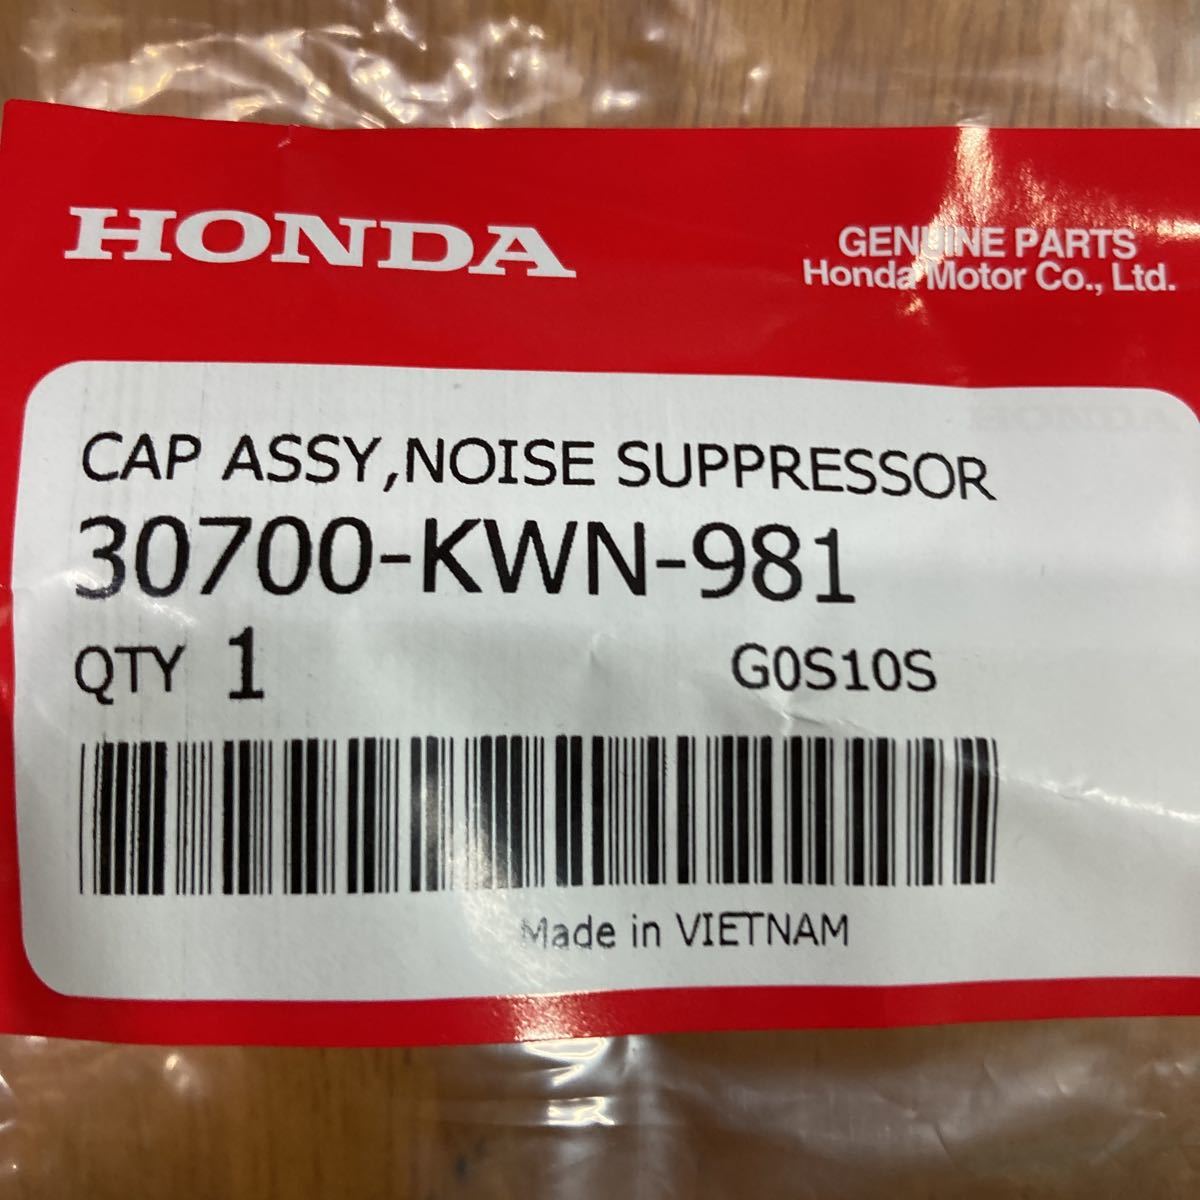 HONDA
GENUINE PARTS
Honda Motor Co., Ltd.
CAP ASSY,NOISE SUPPRESSOR
30700-KWN-981
QTY 1
G0S10S
Made in VIETNAM